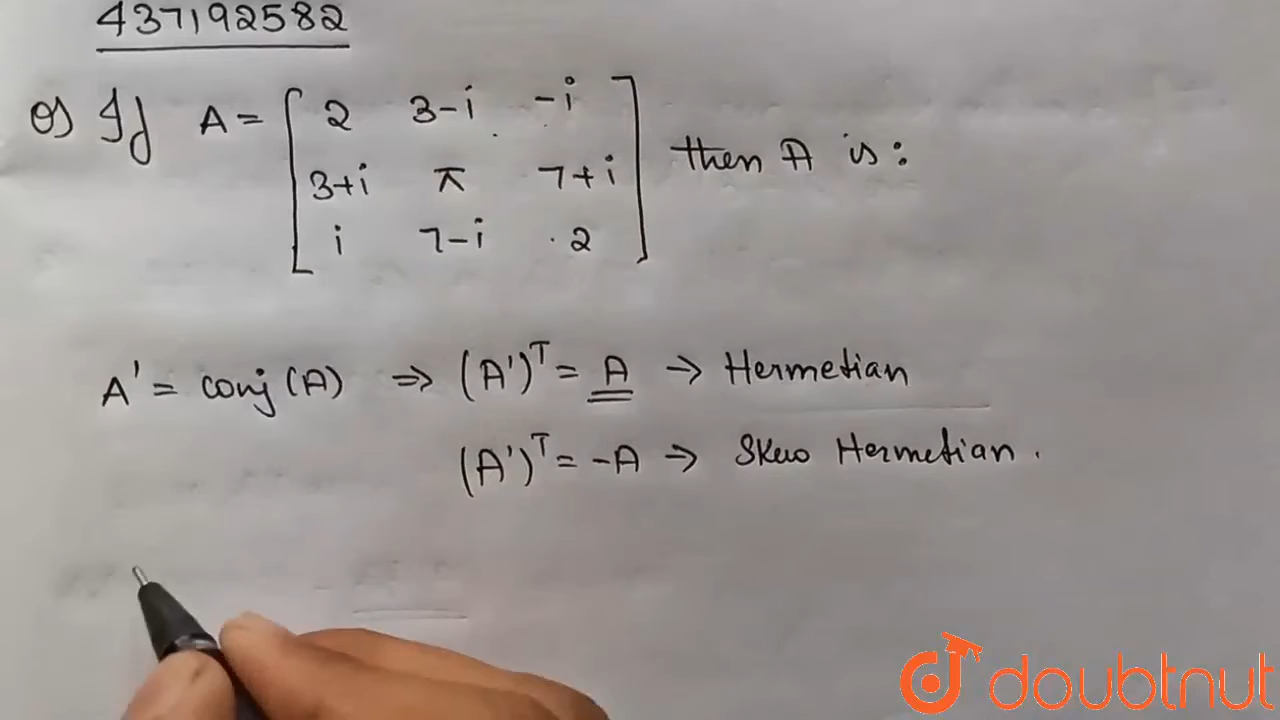 437192582
Q) If A = [ 2 3-i -i
3+i π 7+i
i 7-i 2 ] then A is:
A' = conj(A) ⇒ (A')ᵀ = A → Hermetian
(A')ᵀ = -A → Skew Hermetian.
doubtnut